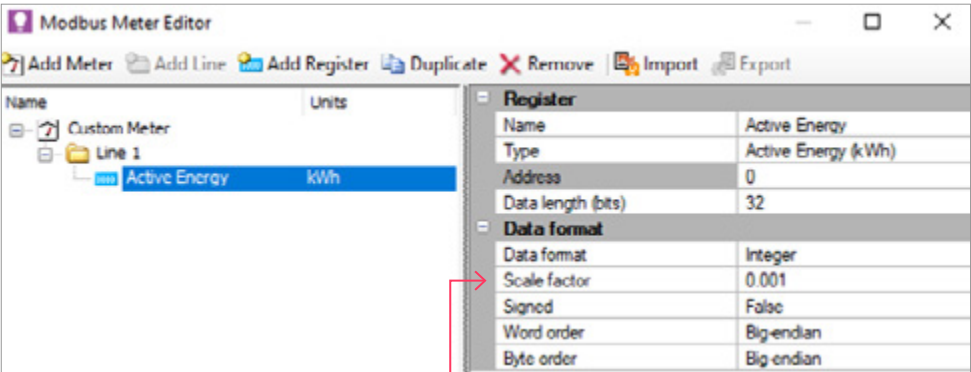 Modbus Meter Editor
Add Meter Add Line Add Register Duplicate Remove Import Export
Name Units
Custom Meter
Line 1
Active Energy kWh
Register
Name Active Energy
Type Active Energy (kWh)
Address 0
Data length (bits) 32
Data format
Data format Integer
Scale factor 0.001
Signed False
Word order Big-endian
Byte order Big-endian